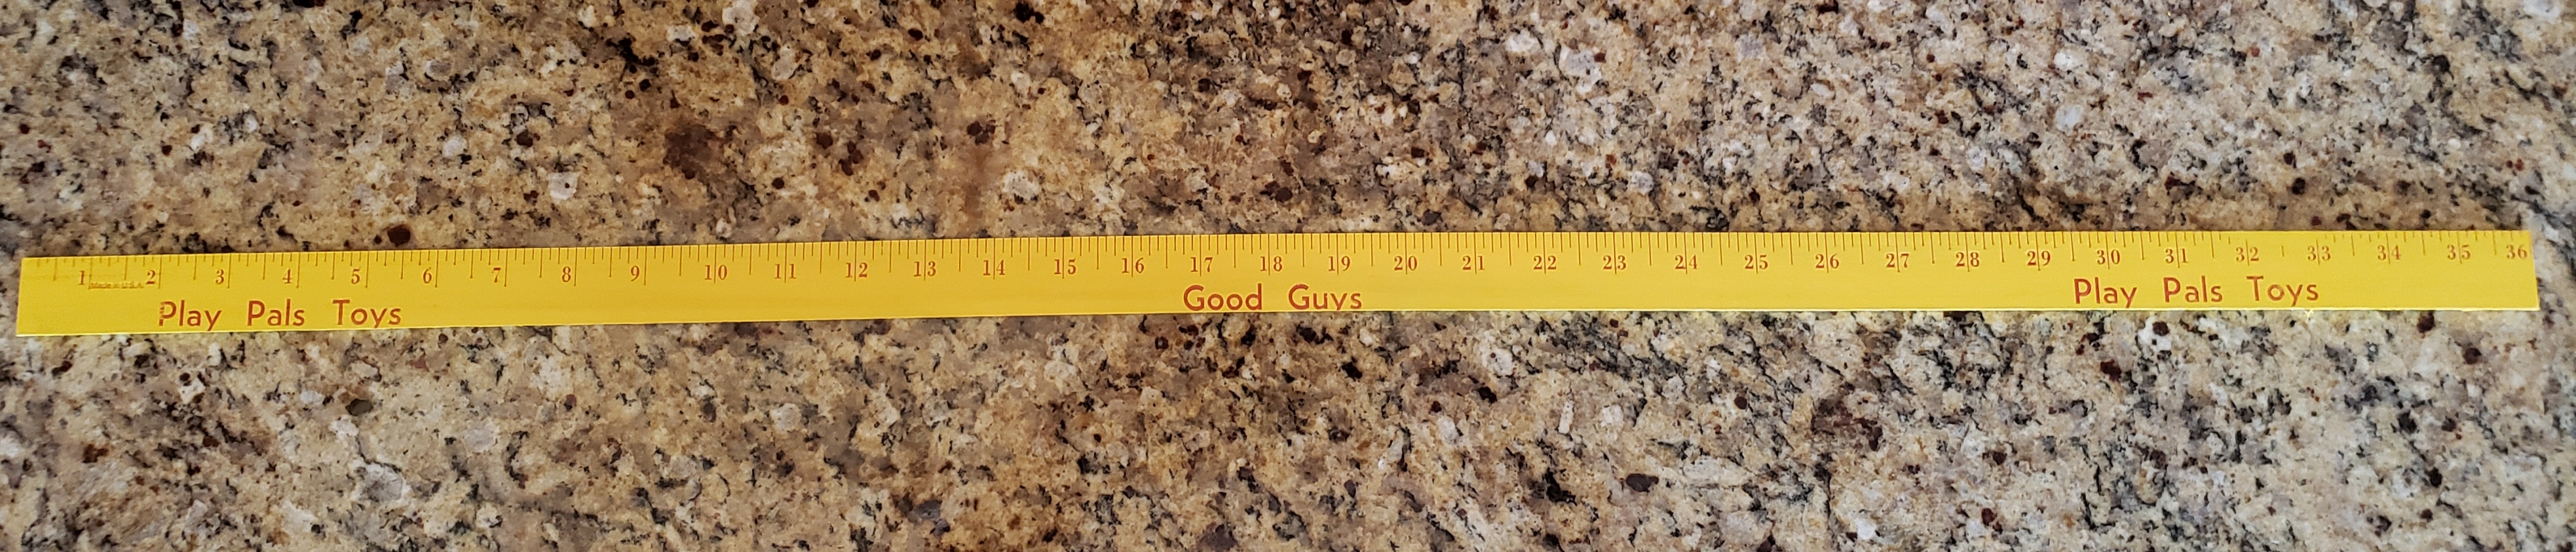 1 2 3 4 5 6 7 8 9 10 11 12 13 14 15 16 17 18 19 20 21 22 23 24 25 26 27 28 29 30 31 32 33 34 35 36
Made in U.S.A.
Play Pals Toys Good Guys Play Pals Toys